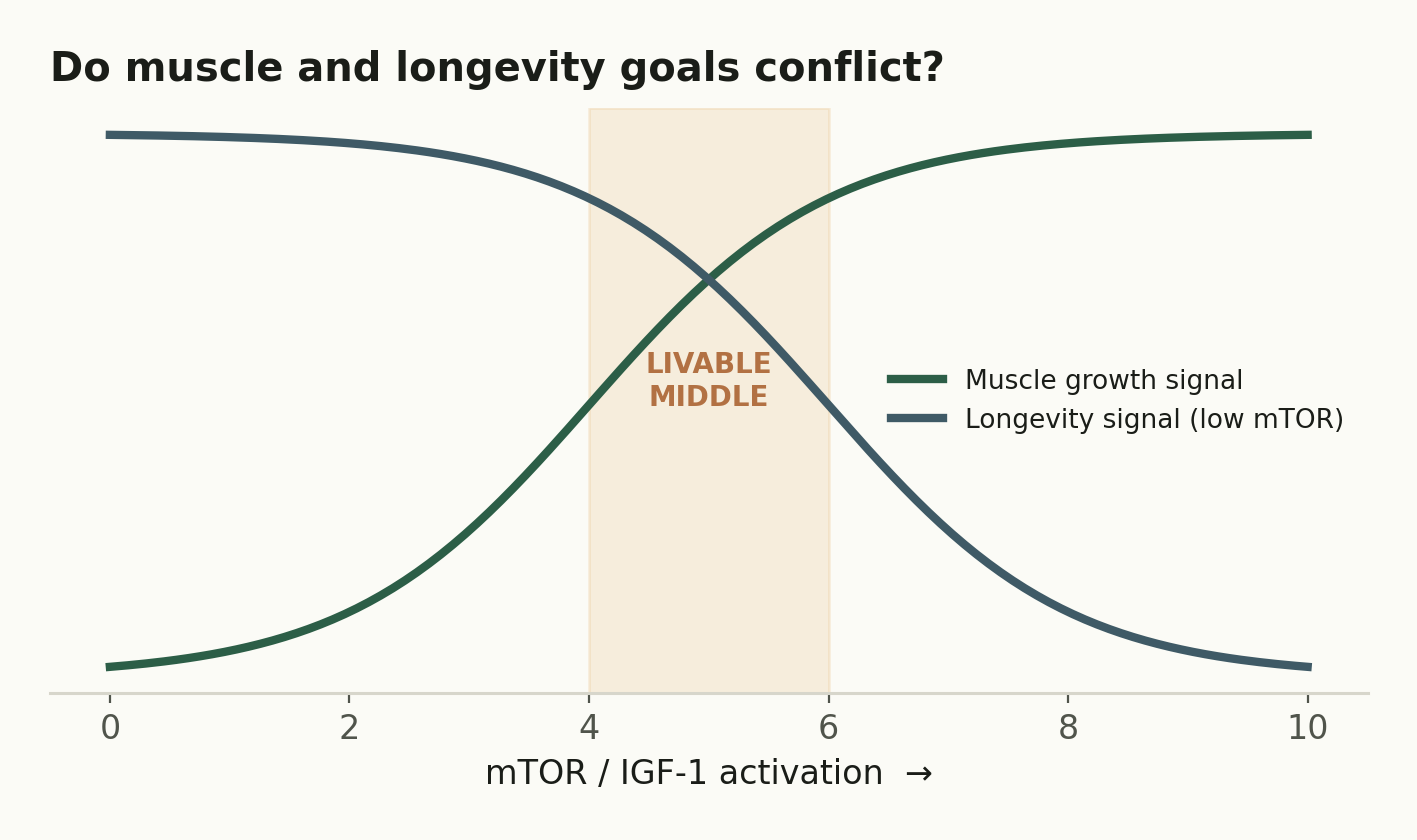 Do muscle and longevity goals conflict?
LIVABLE
MIDDLE
Muscle growth signal
Longevity signal (low mTOR)
0 2 4 6 8 10
mTOR / IGF-1 activation →